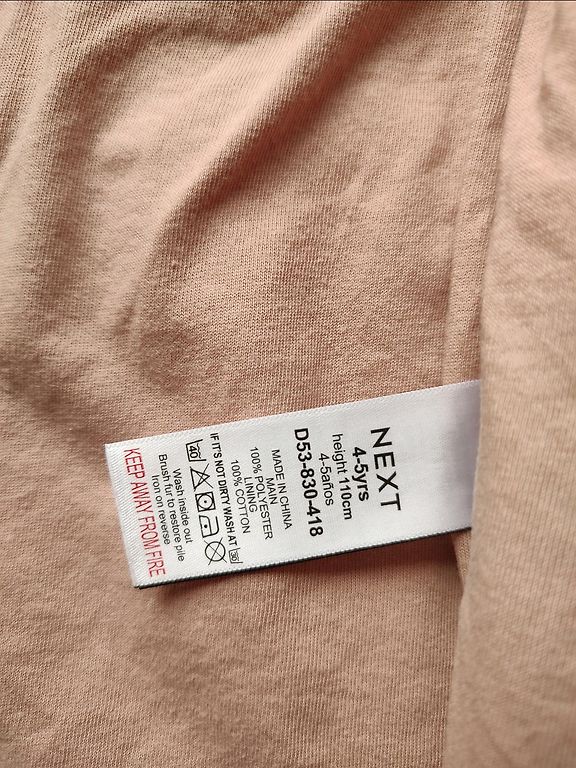 NEXT
4-5yrs
height 110cm
4-5años
D53-830-418
MADE IN CHINA
MAIN
100% POLYESTER
LINING
100% COTTON
IF IT'S NOT DIRTY WASH AT 30
40
Wash inside out
Brush fur to restore pile
Iron on reverse
KEEP AWAY FROM FIRE